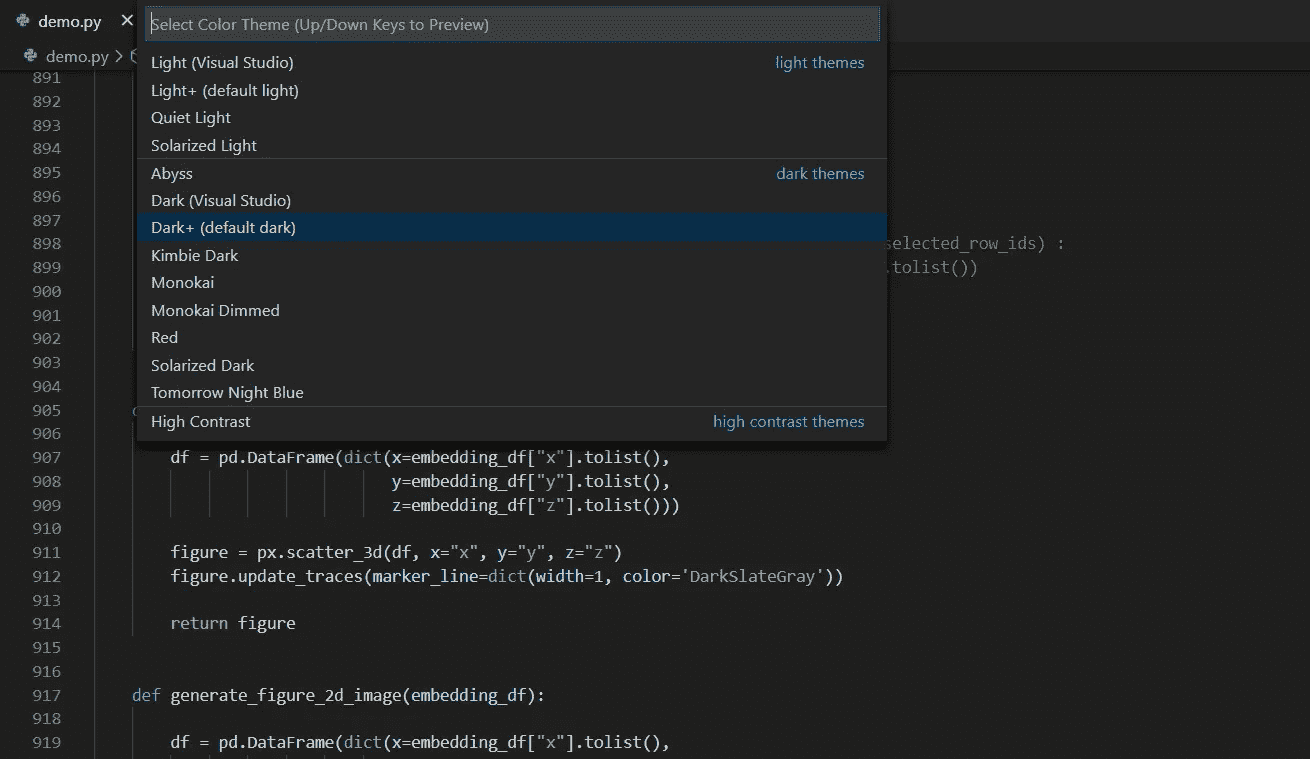 demo.py
Select Color Theme (Up/Down Keys to Preview)
demo.py
Light (Visual Studio) light themes
Light+ (default light)
Quiet Light
Solarized Light
Abyss dark themes
Dark (Visual Studio)
Dark+ (default dark)
Kimbie Dark
Monokai
Monokai Dimmed
Red
Solarized Dark
Tomorrow Night Blue
High Contrast high contrast themes
891
892
893
894
895
896
897
898 selected_row_ids) :
899 .tolist())
900
901
902
903
904
905
906
907 df = pd.DataFrame(dict(x=embedding_df["x"].tolist(),
908 y=embedding_df["y"].tolist(),
909 z=embedding_df["z"].tolist()))
910
911 figure = px.scatter_3d(df, x="x", y="y", z="z")
912 figure.update_traces(marker_line=dict(width=1, color='DarkSlateGray'))
913
914 return figure
915
916
917 def generate_figure_2d_image(embedding_df):
918
919 df = pd.DataFrame(dict(x=embedding_df["x"].tolist(),